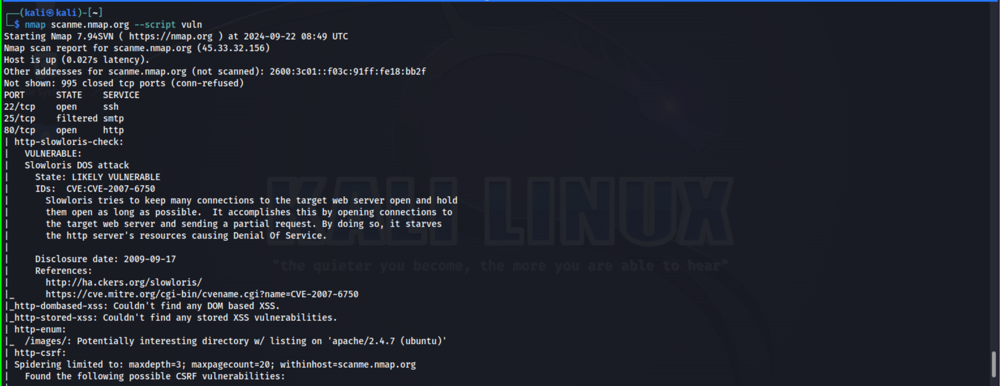 ┌──(kali㉿kali)-[~]
└─$ nmap scanme.nmap.org --script vuln
Starting Nmap 7.94SVN ( https://nmap.org ) at 2024-09-22 08:49 UTC
Nmap scan report for scanme.nmap.org (45.33.32.156)
Host is up (0.027s latency).
Other addresses for scanme.nmap.org (not scanned): 2600:3c01::f03c:91ff:fe18:bb2f
Not shown: 995 closed tcp ports (conn-refused)
PORT      STATE    SERVICE
22/tcp    open     ssh
25/tcp    filtered smtp
80/tcp    open     http
| http-slowloris-check:
|   VULNERABLE:
|   Slowloris DOS attack
|     State: LIKELY VULNERABLE
|     IDs:  CVE:CVE-2007-6750
|       Slowloris tries to keep many connections to the target web server open and hold
|       them open as long as possible.  It accomplishes this by opening connections to
|       the target web server and sending a partial request. By doing so, it starves
|       the http server's resources causing Denial Of Service.
|
|     Disclosure date: 2009-09-17
|     References:
|       http://ha.ckers.org/slowloris/
|_      https://cve.mitre.org/cgi-bin/cvename.cgi?name=CVE-2007-6750
|_http-dombased-xss: Couldn't find any DOM based XSS.
|_http-stored-xss: Couldn't find any stored XSS vulnerabilities.
| http-enum:
|_  /images/: Potentially interesting directory w/ listing on 'apache/2.4.7 (ubuntu)'
| http-csrf:
| Spidering limited to: maxdepth=3; maxpagecount=20; withinhost=scanme.nmap.org
|   Found the following possible CSRF vulnerabilities:
KALI LINUX
"the quieter you become, the more you are able to hear"